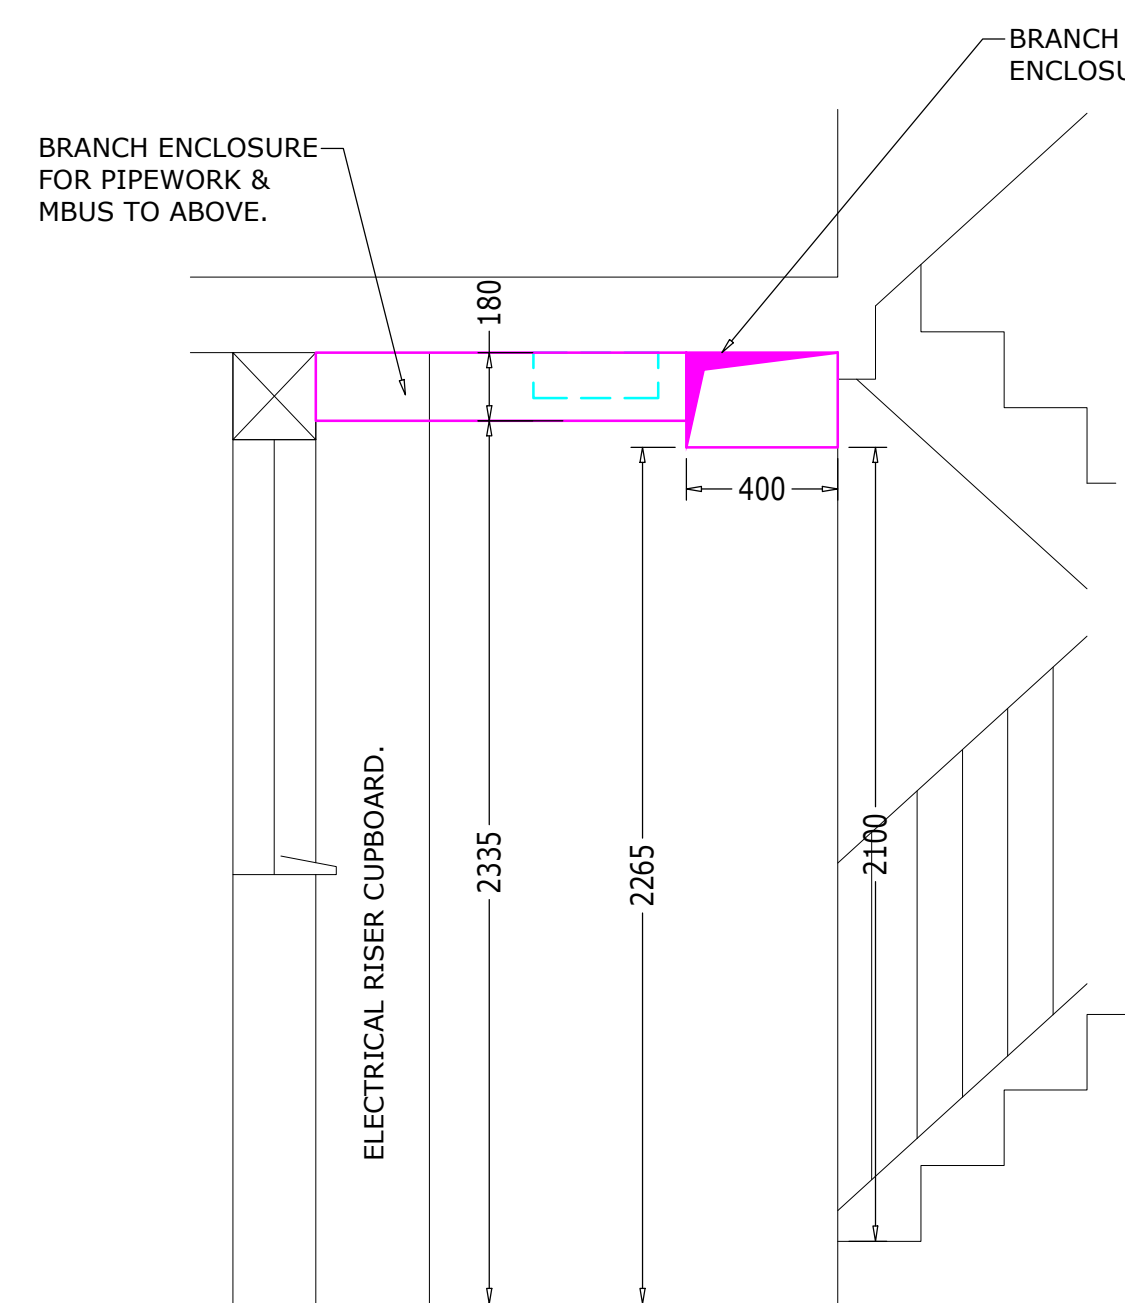 BRANCH
BRANCH ENCLOSURE
FOR PIPEWORK &
MBUS TO ABOVE.
180
400
ELECTRICAL RISER CUPBOARD.
2335
2265
2100